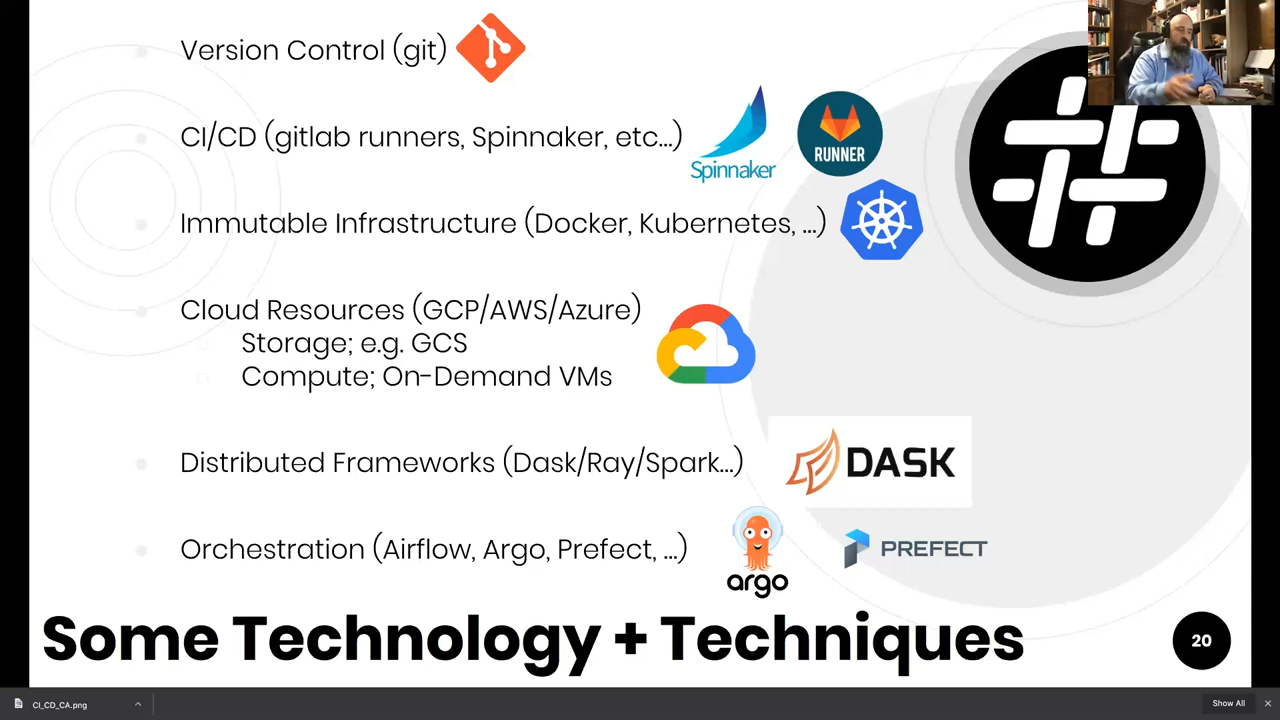 Version Control (git)
CI/CD (gitlab runners, Spinnaker, etc...)
Spinnaker
RUNNER
Immutable Infrastructure (Docker, Kubernetes, ...)
Cloud Resources (GCP/AWS/Azure)
Storage; e.g. GCS
Compute; On-Demand VMs
Distributed Frameworks (Dask/Ray/Spark...)
DASK
Orchestration (Airflow, Argo, Prefect, ...)
argo
PREFECT
Some Technology + Techniques
20
CI_CD_CA.png
Show All